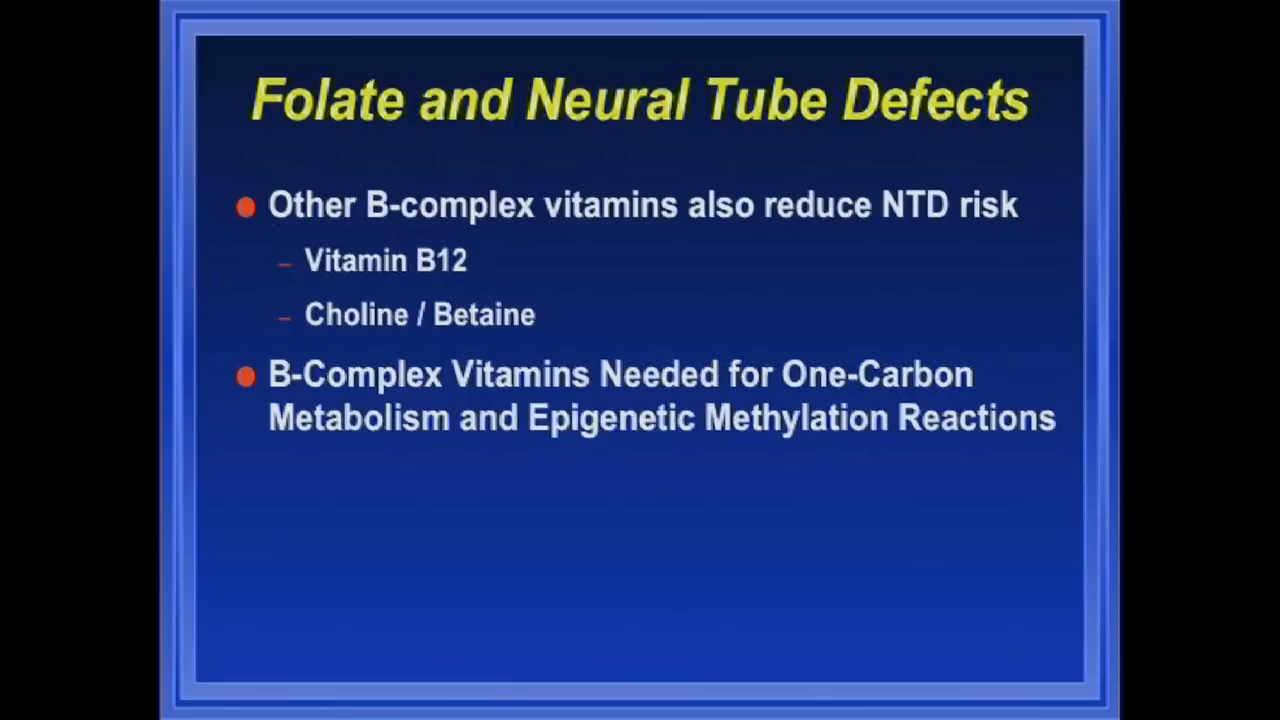 Folate and Neural Tube Defects
Other B-complex vitamins also reduce NTD risk
– Vitamin B12
– Choline / Betaine
B-Complex Vitamins Needed for One-Carbon
Metabolism and Epigenetic Methylation Reactions